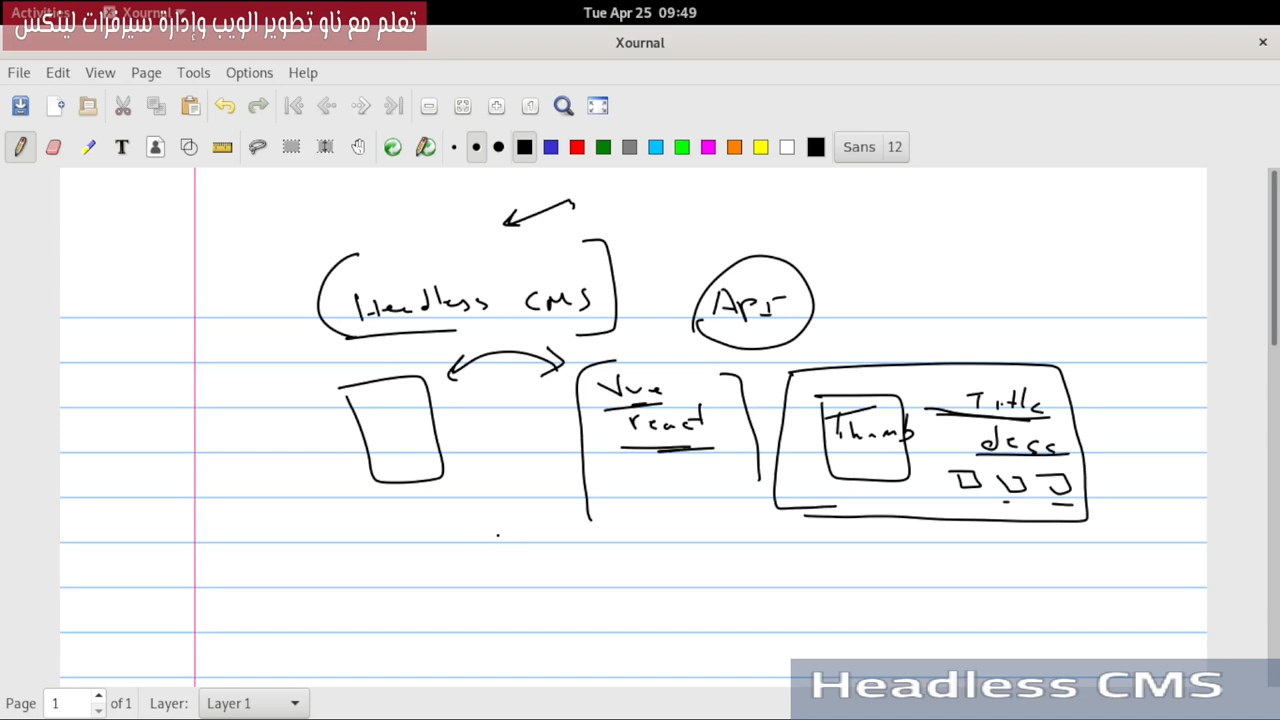 Activities Xournal Tue Apr 25 09:49
تعلم مع ناو تطوير الويب وإدارة سيرفرات لينكس
Xournal
File Edit View Page Tools Options Help
Sans 12
Headless CMS
API
Vue
react
Thumb
Title
desc
Page 1 of 1 Layer: Layer 1
Headless CMS